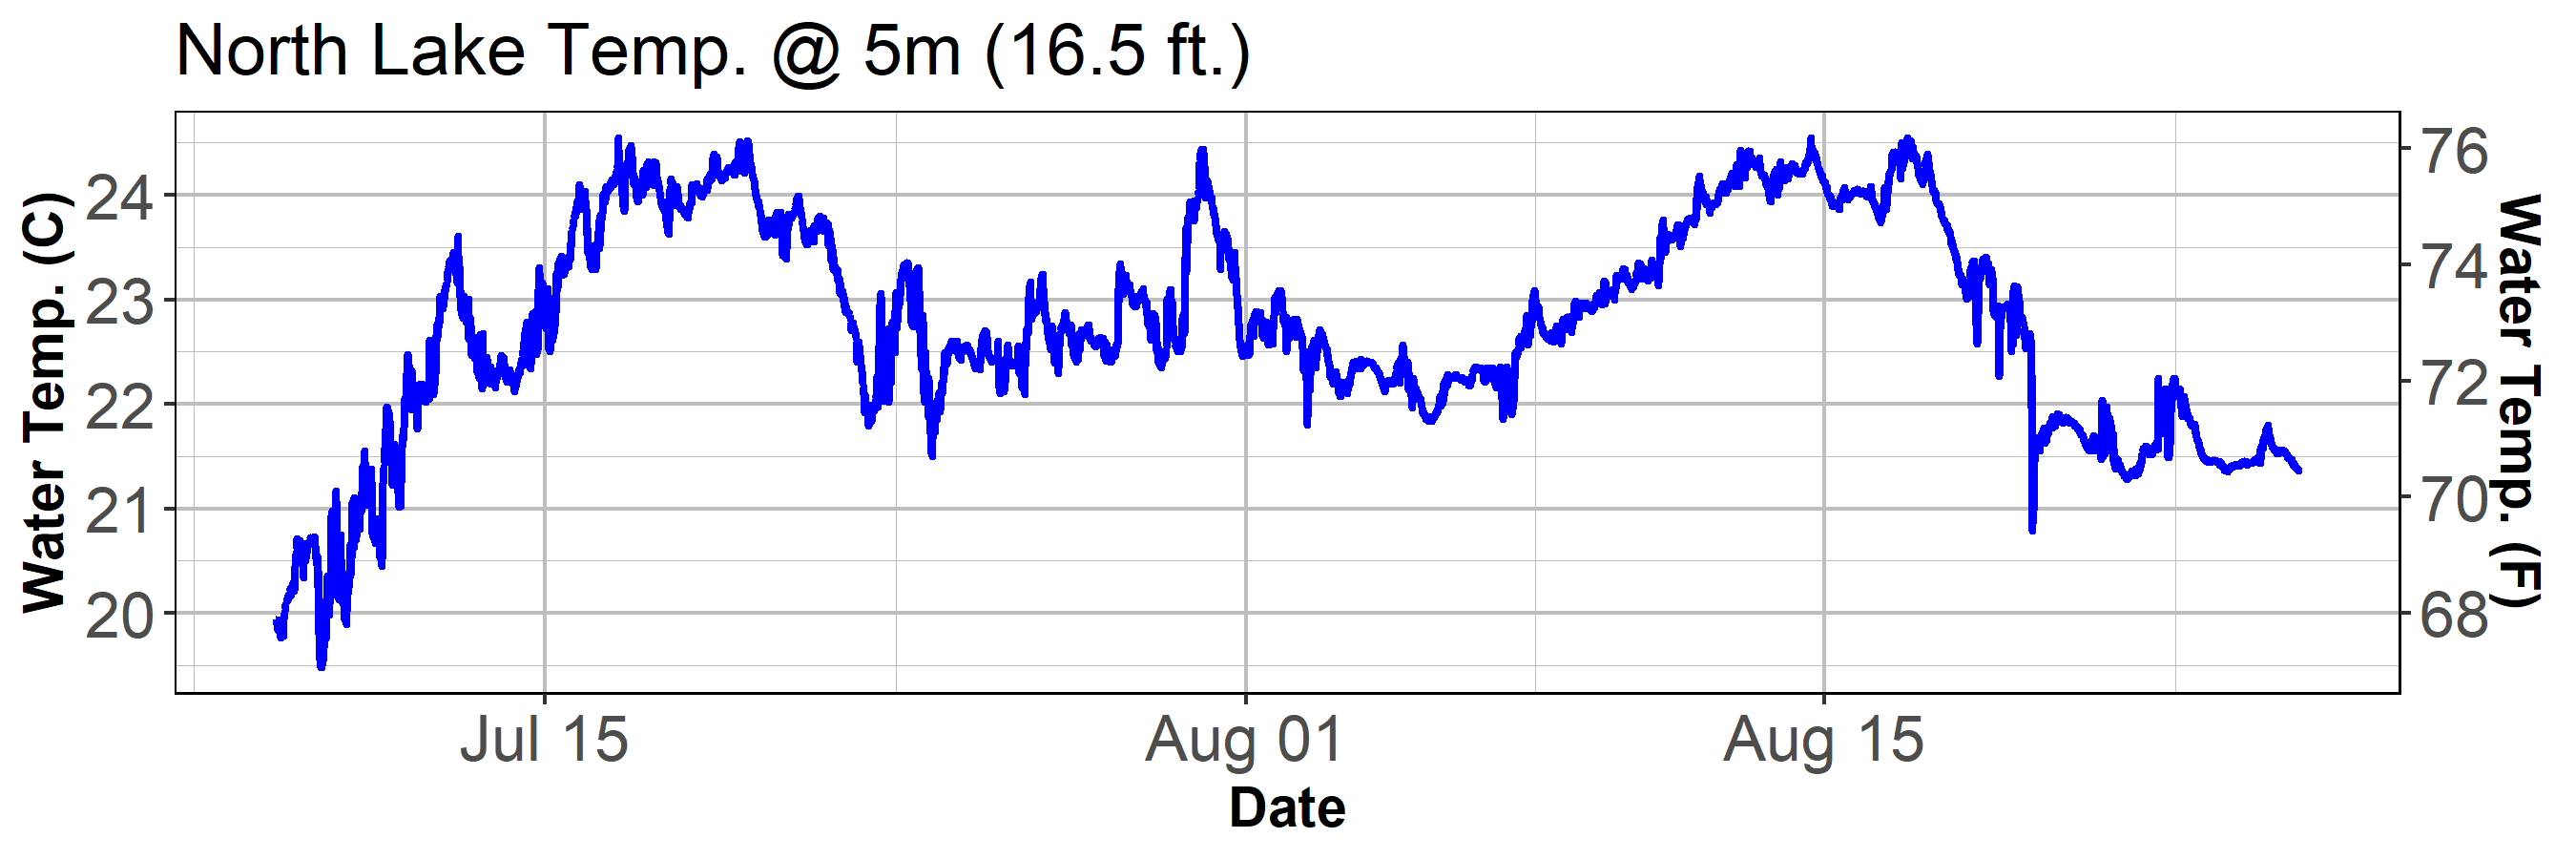 North Lake Temp. @ 5m (16.5 ft.)
Water Temp. (C)
24
23
22
21
20
76
74
72
70
68
Water Temp. (F)
Jul 15
Aug 01
Aug 15
Date